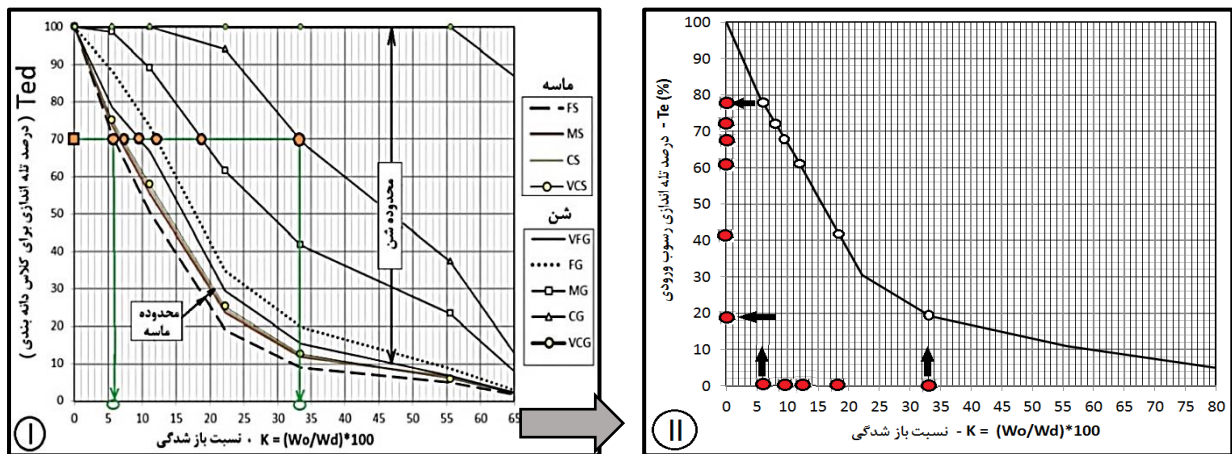 Ted ( درصد تله اندازی برای کلاس دانه بندی )
100
90
80
70
60
50
40
30
20
10
0
0 5 10 15 20 25 30 35 40 45 50 55 60 65
نسبت باز شدگی ، K = (Wo/Wd)*100
محدوده شن
محدوده
ماسه
I
ماسه
FS
MS
CS
VCS
شن
VFG
FG
MG
CG
VCG
درصد تله اندازی رسوب ورودی - Te (%)
100
90
80
70
60
50
40
30
20
10
0
0 5 10 15 20 25 30 35 40 45 50 55 60 65 70 75 80
نسبت باز شدگی - K = (Wo/Wd)*100
II